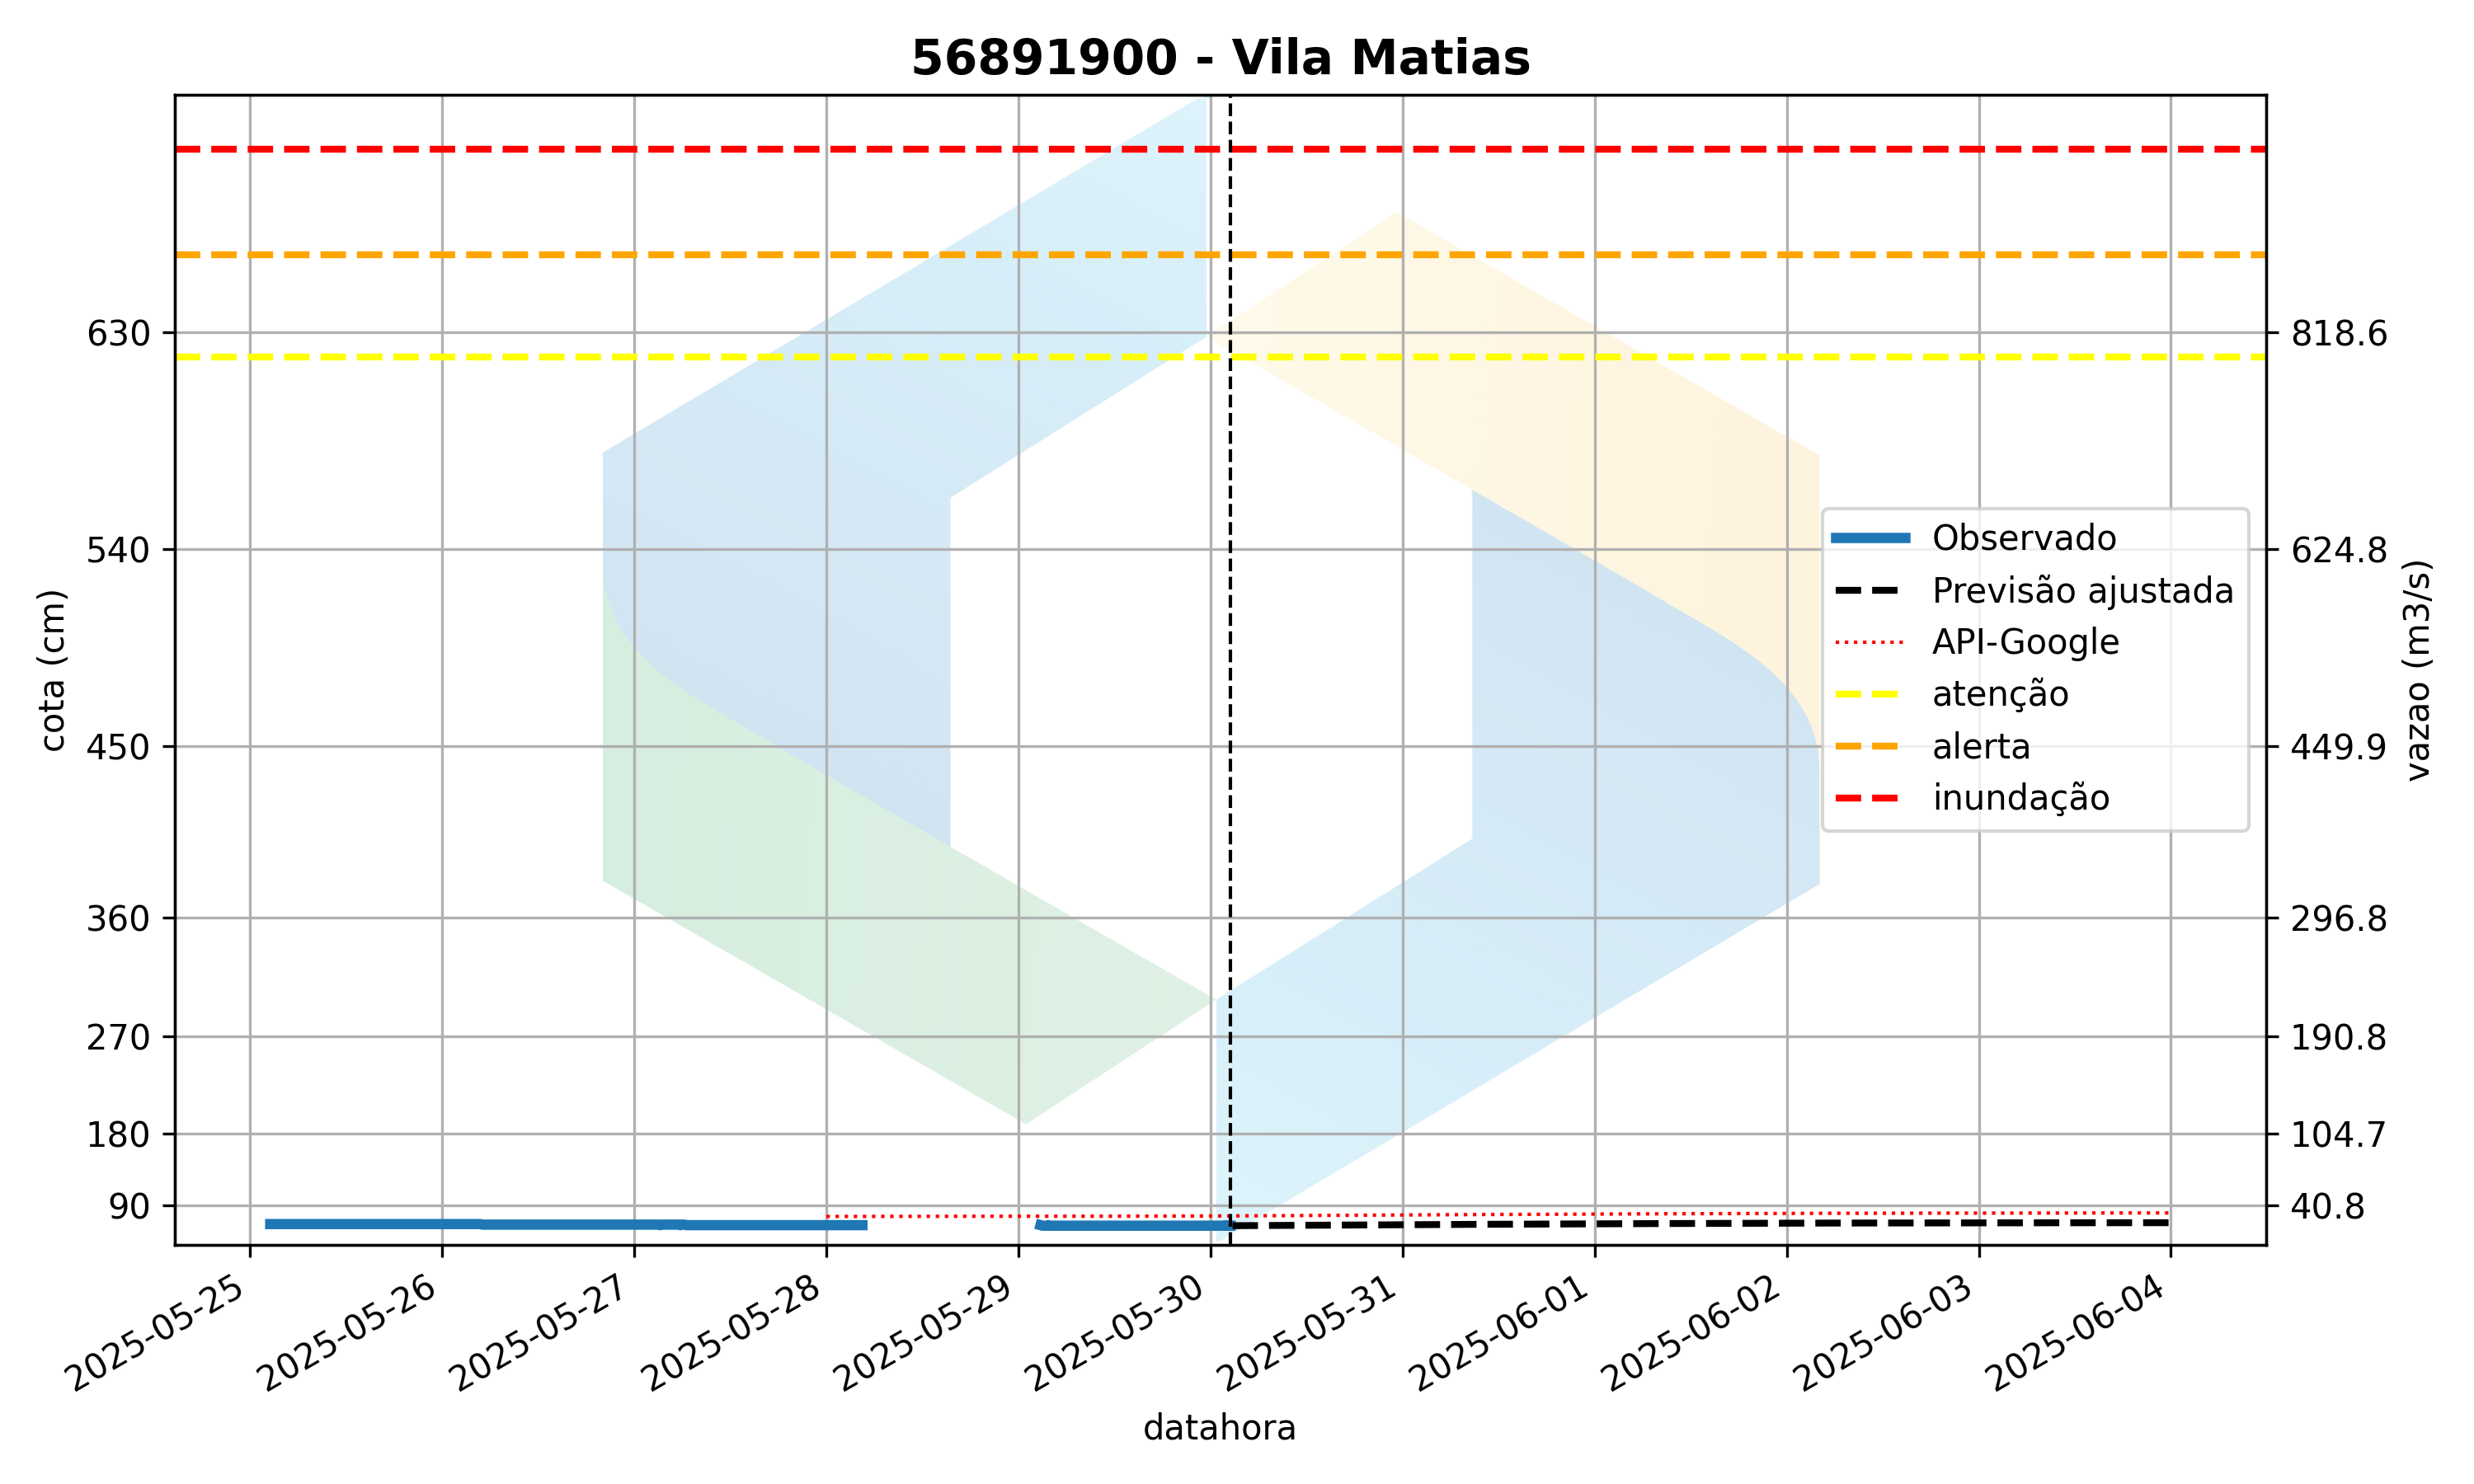 56891900 - Vila Matias
630
540
450
360
270
180
90
cota (cm)
818.6
624.8
449.9
296.8
190.8
104.7
40.8
vazao (m3/s)
Observado
Previsão ajustada
API-Google
atenção
alerta
inundação
2025-05-25
2025-05-26
2025-05-27
2025-05-28
2025-05-29
2025-05-30
2025-05-31
2025-06-01
2025-06-02
2025-06-03
2025-06-04
datahora